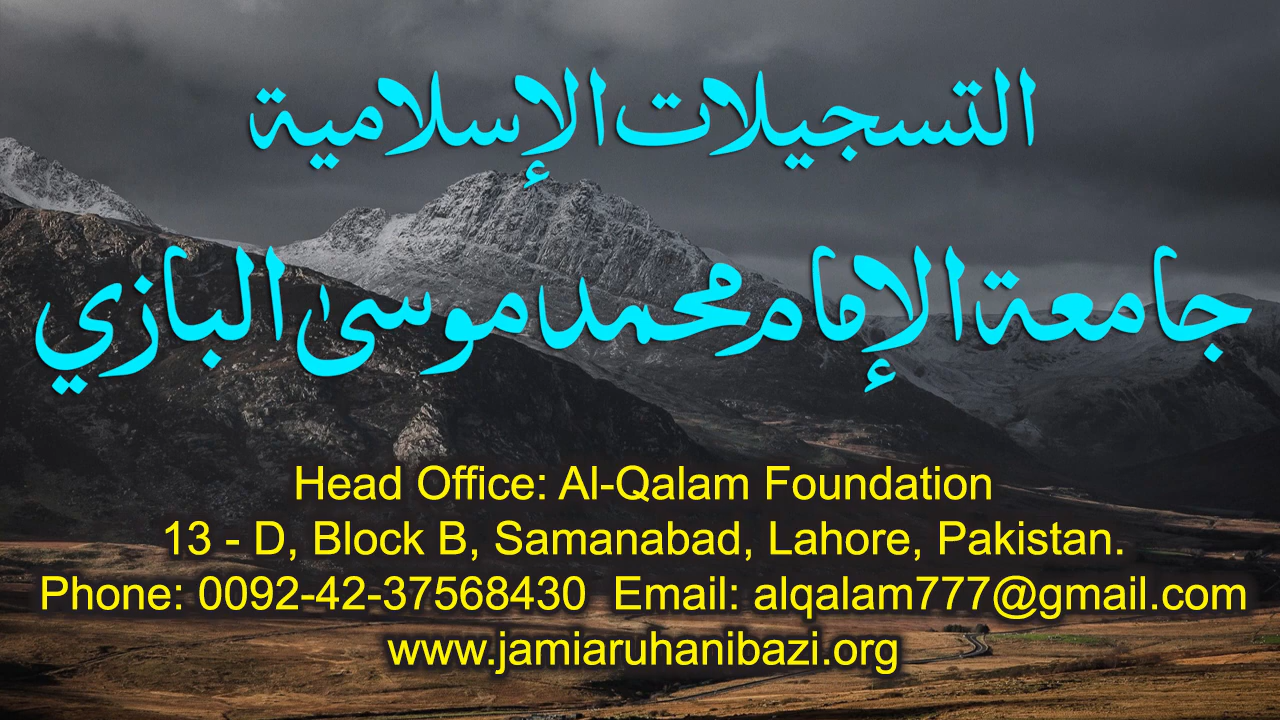 التسجيلات الإسلامية
جامعة الإمام محمد موسىٰ البازي
Head Office: Al-Qalam Foundation
13 - D, Block B, Samanabad, Lahore, Pakistan.
Phone: 0092-42-37568430  Email: alqalam777@gmail.com
www.jamiaruhanibazi.org